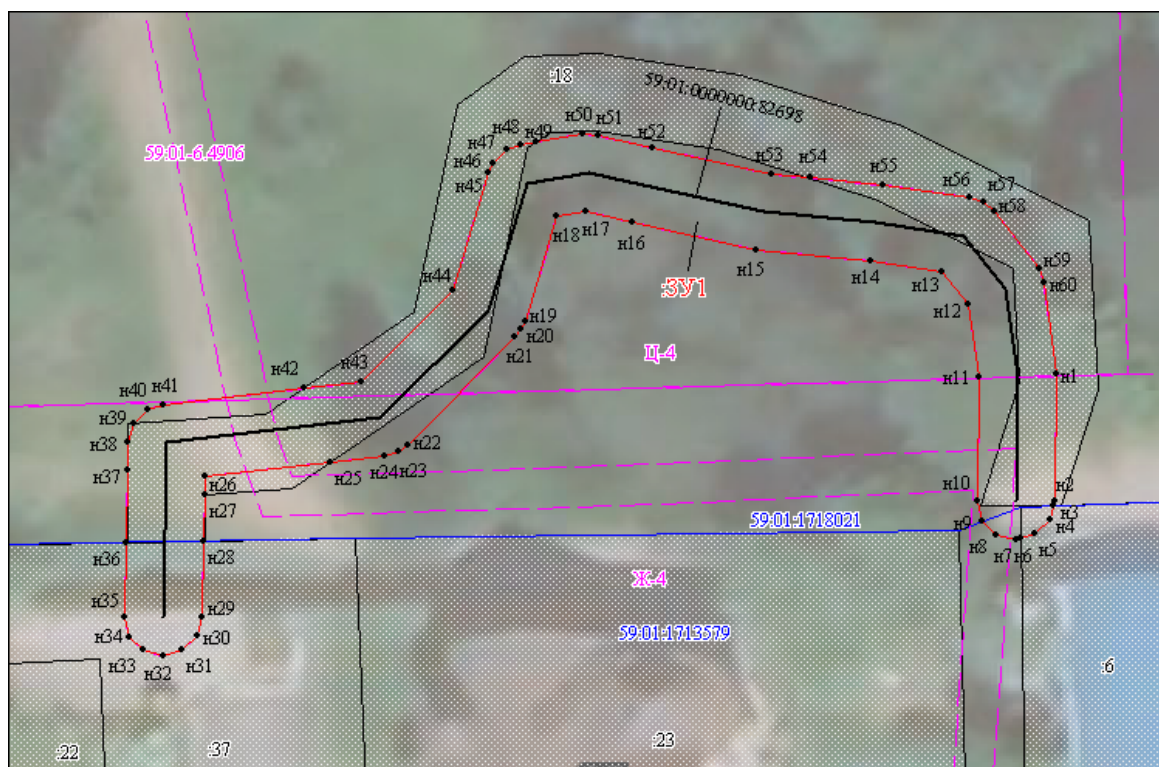 :18
59:01:0000000:82698
н50
н51
н48
н49
н52
н47
59:01-6.4906
н46
н45
н53
н54
н55
н56
н57
н58
н18
н17
н16
н15
н14
н13
н59
н60
н44
:ЗУ1
н12
н19
н20
н21
Ц-4
н42
н43
н11
н1
н40
н41
н39
н38
н22
н23
н24
н25
н37
н26
н27
н10
н2
н3
н4
59:01:1718021
н9
н8
н7
н6
н5
н36
н28
Ж-4
н35
н29
59:01:1713579
н34
н30
н33
н32
н31
:6
:22
:37
:23